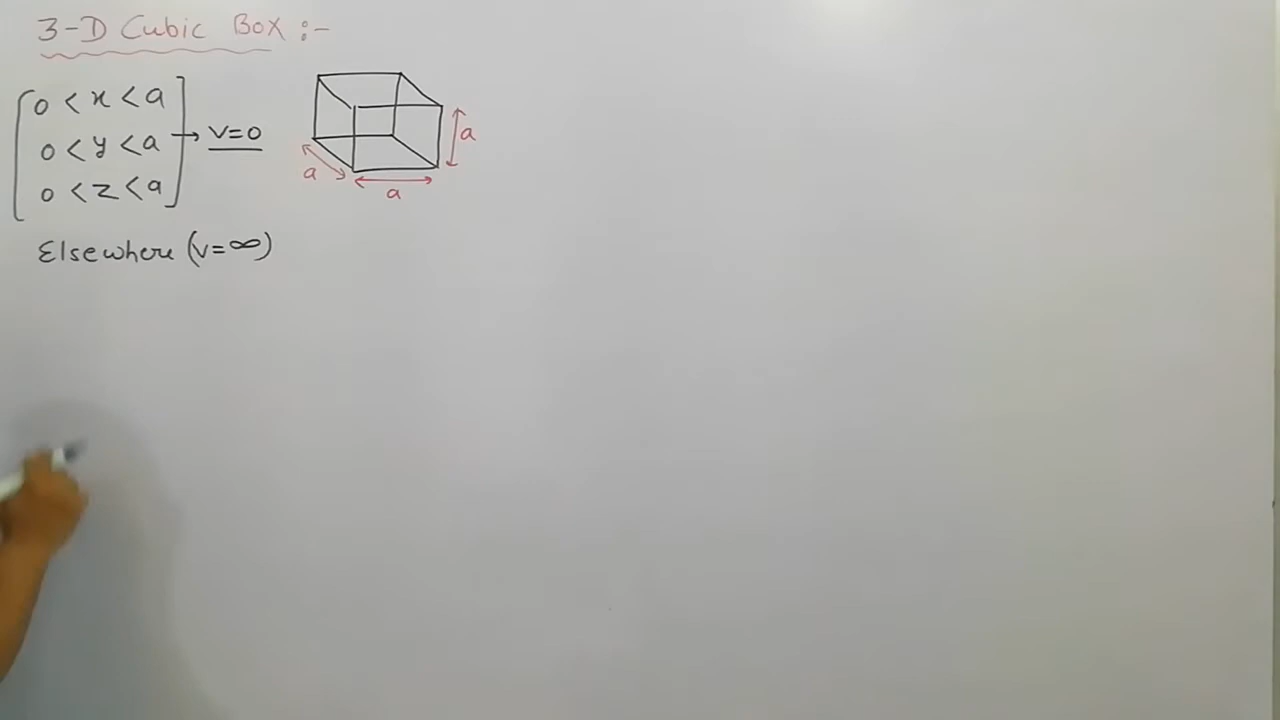 3-D Cubic Box :-
0 < x < a
0 < y < a → v=0
0 < z < a
Elsewhere (v=∞)
a
a
a